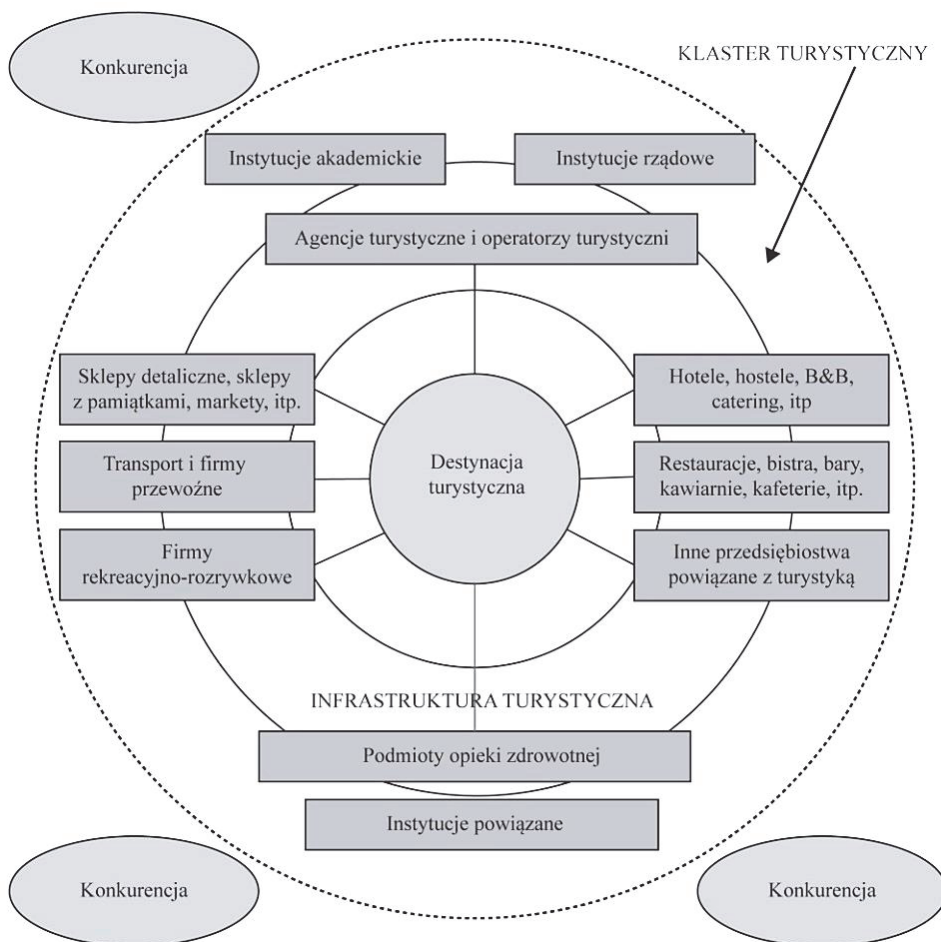 Konkurencja
KLASTER TURYSTYCZNY
Instytucje akademickie
Instytucje rządowe
Agencje turystyczne i operatorzy turystyczni
Sklepy detaliczne, sklepy
z pamiątkami, markety, itp.
Hotele, hostele, B&B,
catering, itp
Transport i firmy
przewoźne
Destynacja
turystyczna
Restauracje, bistra, bary,
kawiarnie, kafeterie, itp.
Firmy
rekreacyjno-rozrywkowe
Inne przedsiębiostwa
powiązane z turystyką
INFRASTRUKTURA TURYSTYCZNA
Podmioty opieki zdrowotnej
Instytucje powiązane
Konkurencja
Konkurencja